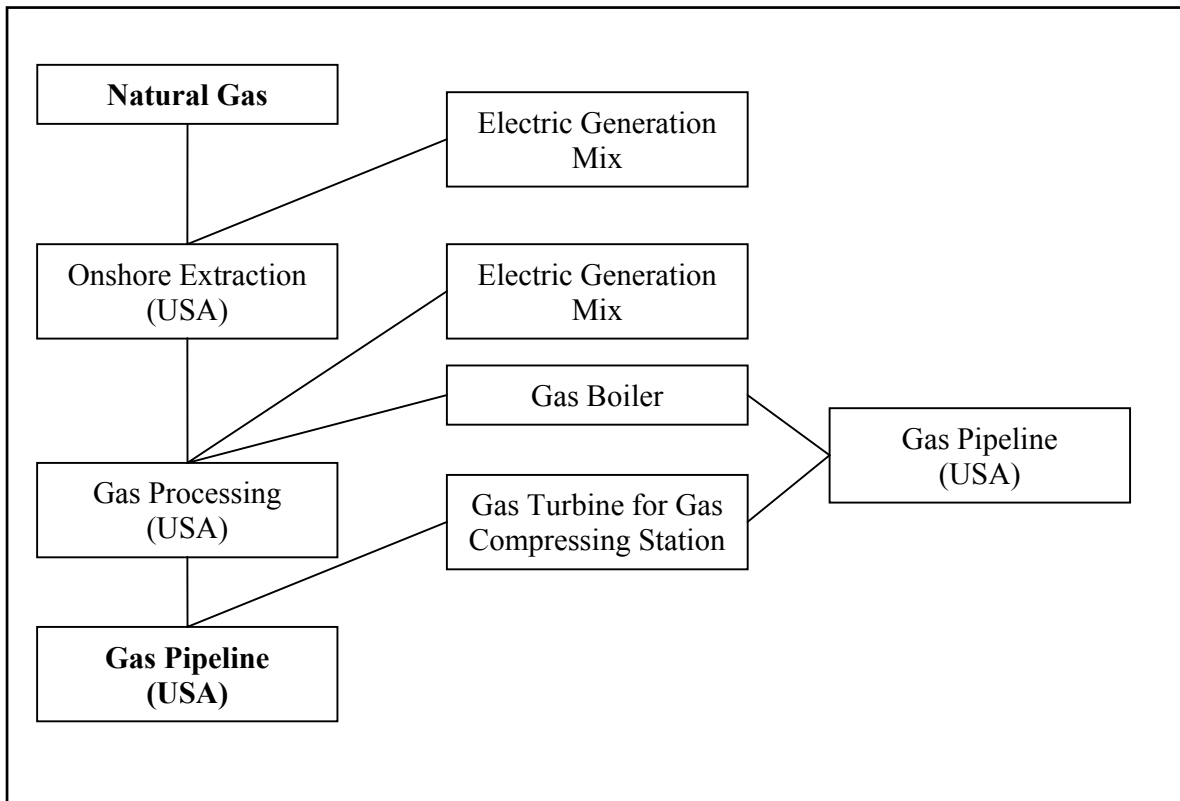 Natural Gas
Electric Generation
Mix
Onshore Extraction
(USA)
Electric Generation
Mix
Gas Boiler
Gas Pipeline
(USA)
Gas Processing
(USA)
Gas Turbine for Gas
Compressing Station
Gas Pipeline
(USA)